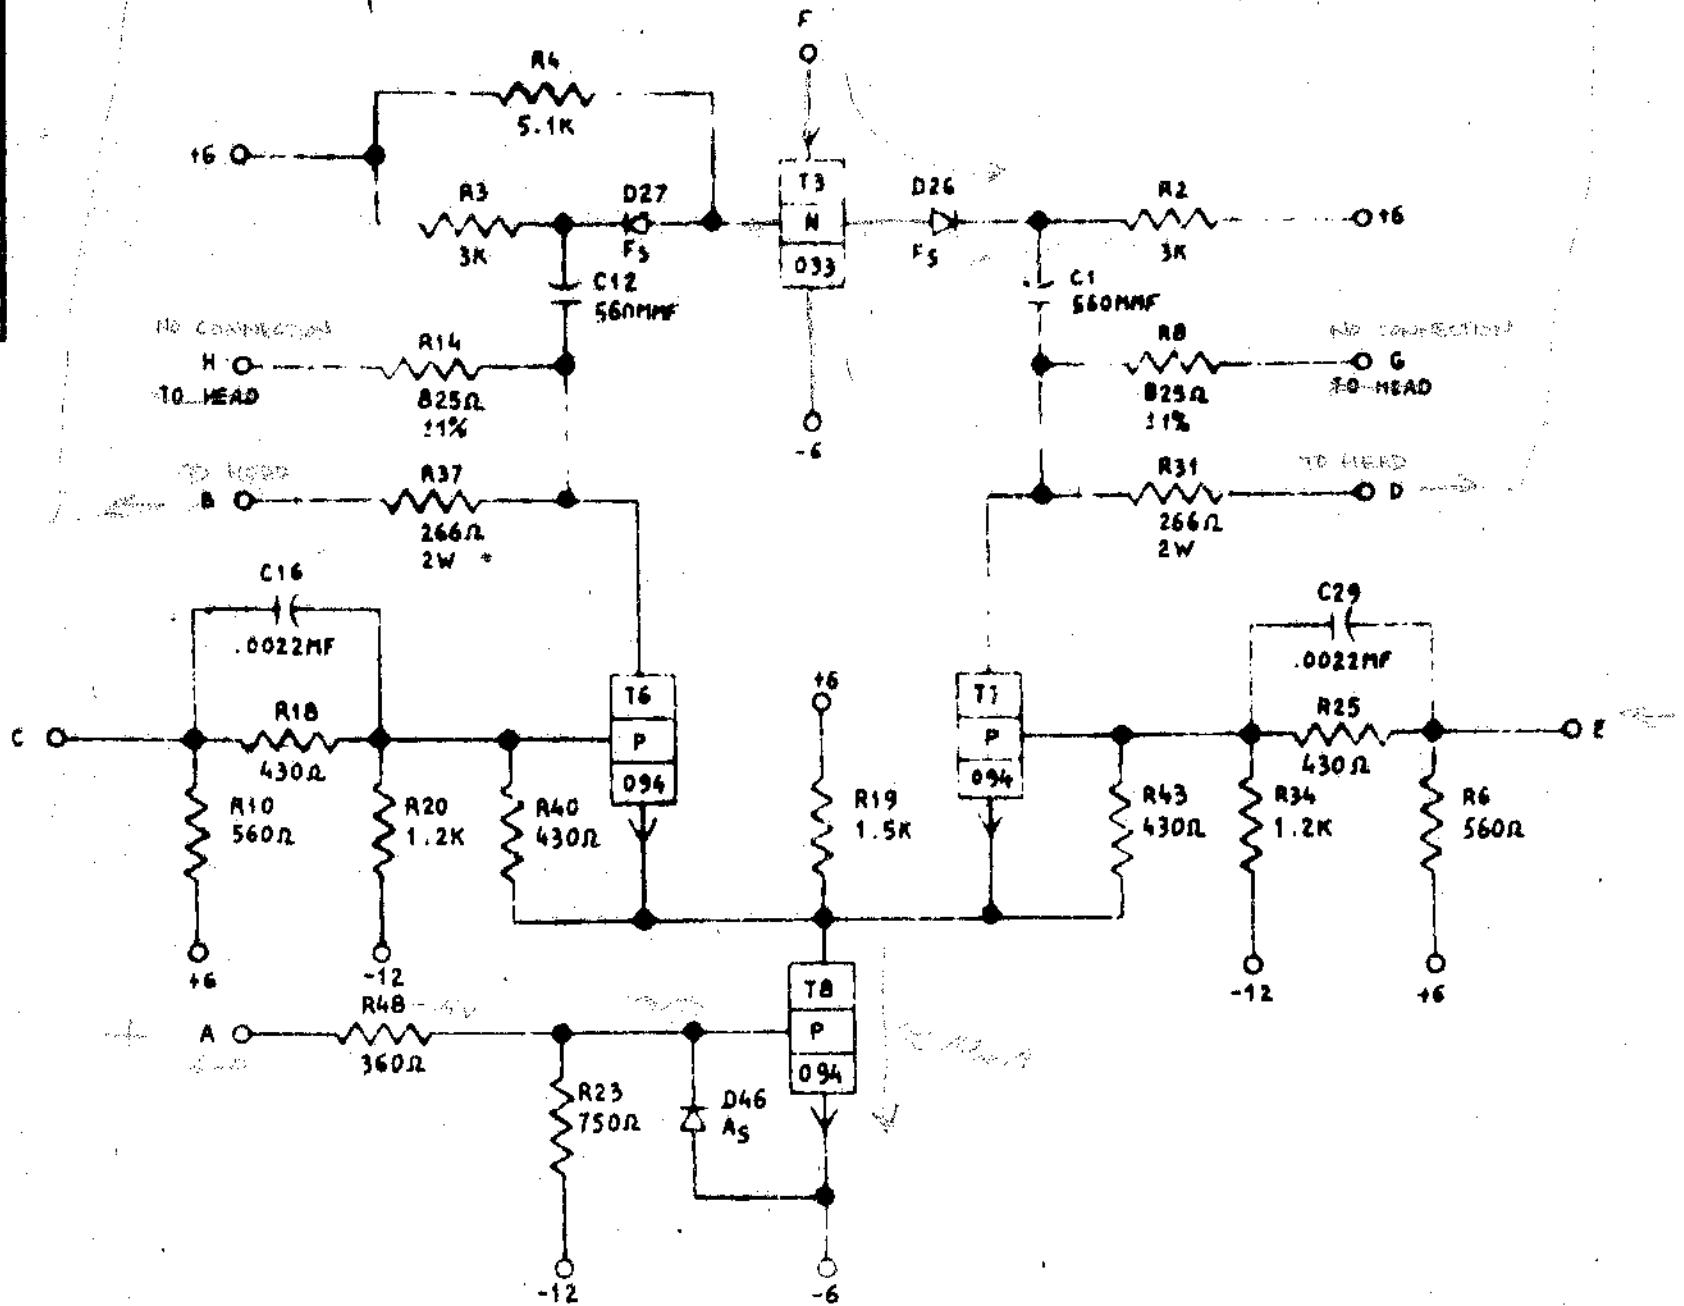 F
R4
5.1K
+6
T3
N
033
R3
3K
D27
FS
D26
FS
R2
3K
+6
C12
560MMF
C1
560MMF
NO CONNECTION
H
TO HEAD
R14
825Ω
±1%
-6
R8
825Ω
±1%
NO CONNECTION
G
TO HEAD
TO HEAD
B
R37
266Ω
2W *
R31
266Ω
2W
TO HEAD
D
C16
.0022MF
C29
.0022MF
C
R18
430Ω
T6
P
094
+6
T7
P
094
R25
430Ω
E
R10
560Ω
R20
1.2K
R40
430Ω
R19
1.5K
R43
430Ω
R34
1.2K
R6
560Ω
+6
-12
-12
+6
A
R48
360Ω
T8
P
094
R23
750Ω
D46
AS
-12
-6